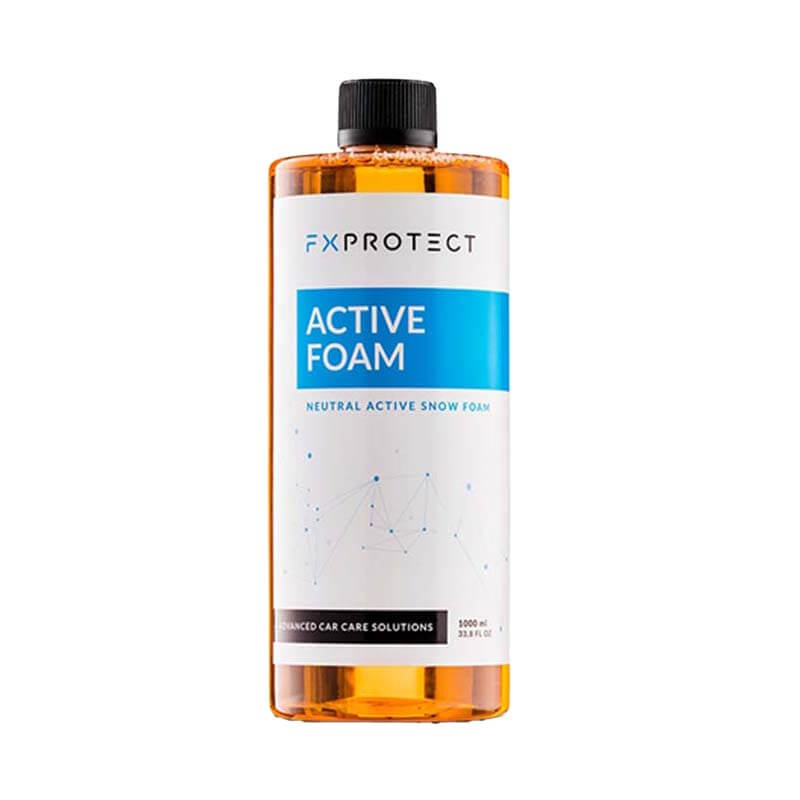 FXPROTECT
ACTIVE
FOAM
NEUTRAL ACTIVE SNOW FOAM
ADVANCED CAR CARE SOLUTIONS
1000 ml
33,8 FL OZ